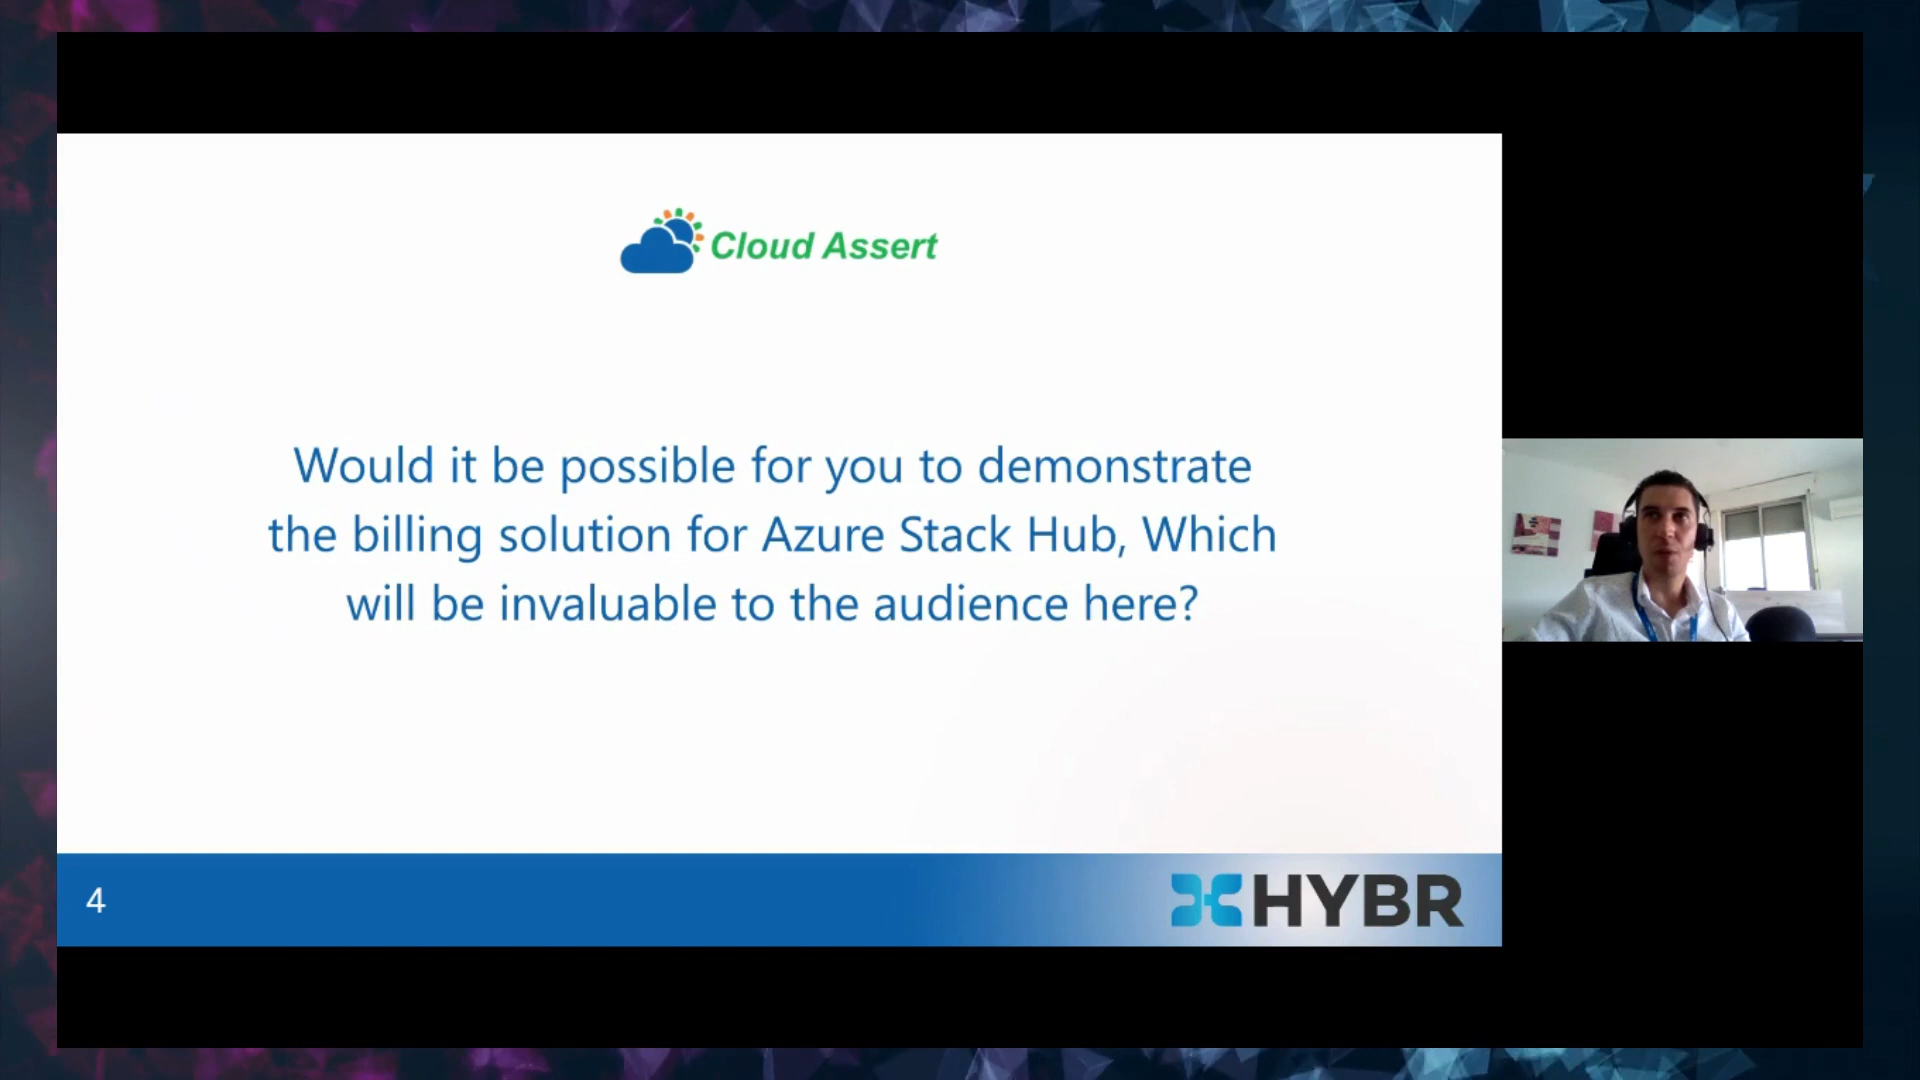 Cloud Assert
Would it be possible for you to demonstrate
the billing solution for Azure Stack Hub, Which
will be invaluable to the audience here?
4
HYBR